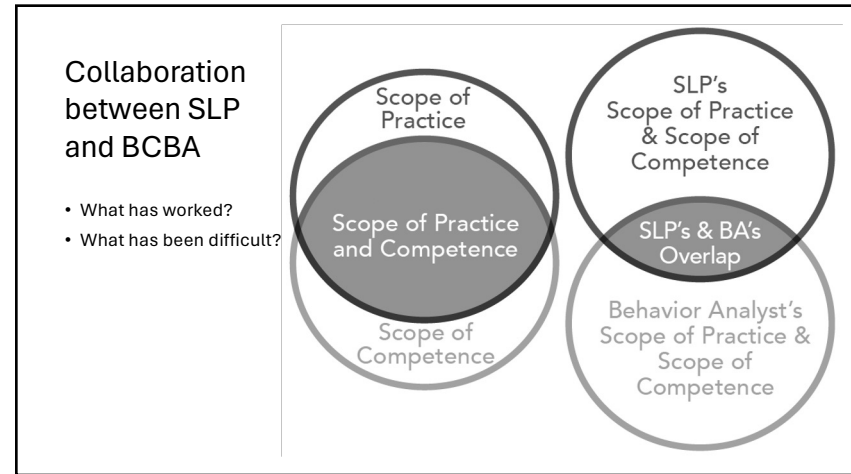 Collaboration
between SLP
and BCBA
• What has worked?
• What has been difficult?
Scope of
Practice
Scope of Practice
and Competence
Scope of
Competence
SLP's
Scope of Practice
& Scope of
Competence
SLP's & BA's
Overlap
Behavior Analyst's
Scope of Practice &
Scope of
Competence